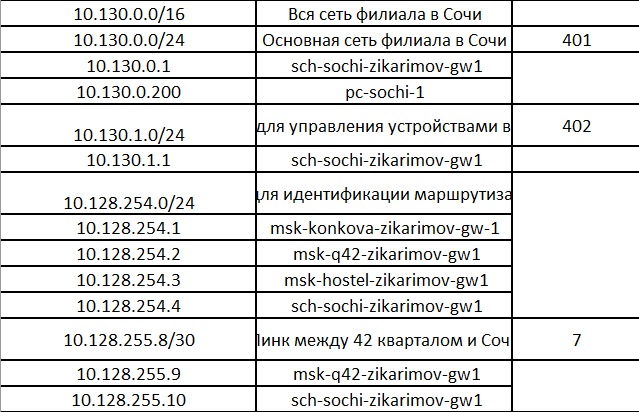 10.130.0.0/16 Вся сеть филиала в Сочи
10.130.0.0/24 Основная сеть филиала в Сочи 401
10.130.0.1 sch-sochi-zikarimov-gw1
10.130.0.200 pc-sochi-1
10.130.1.0/24 для управления устройствами в 402
10.130.1.1 sch-sochi-zikarimov-gw1
10.128.254.0/24 для идентификации маршрутиза
10.128.254.1 msk-konkova-zikarimov-gw-1
10.128.254.2 msk-q42-zikarimov-gw1
10.128.254.3 msk-hostel-zikarimov-gw1
10.128.254.4 sch-sochi-zikarimov-gw1
10.128.255.8/30 Линк между 42 кварталом и Соч 7
10.128.255.9 msk-q42-zikarimov-gw1
10.128.255.10 sch-sochi-zikarimov-gw1